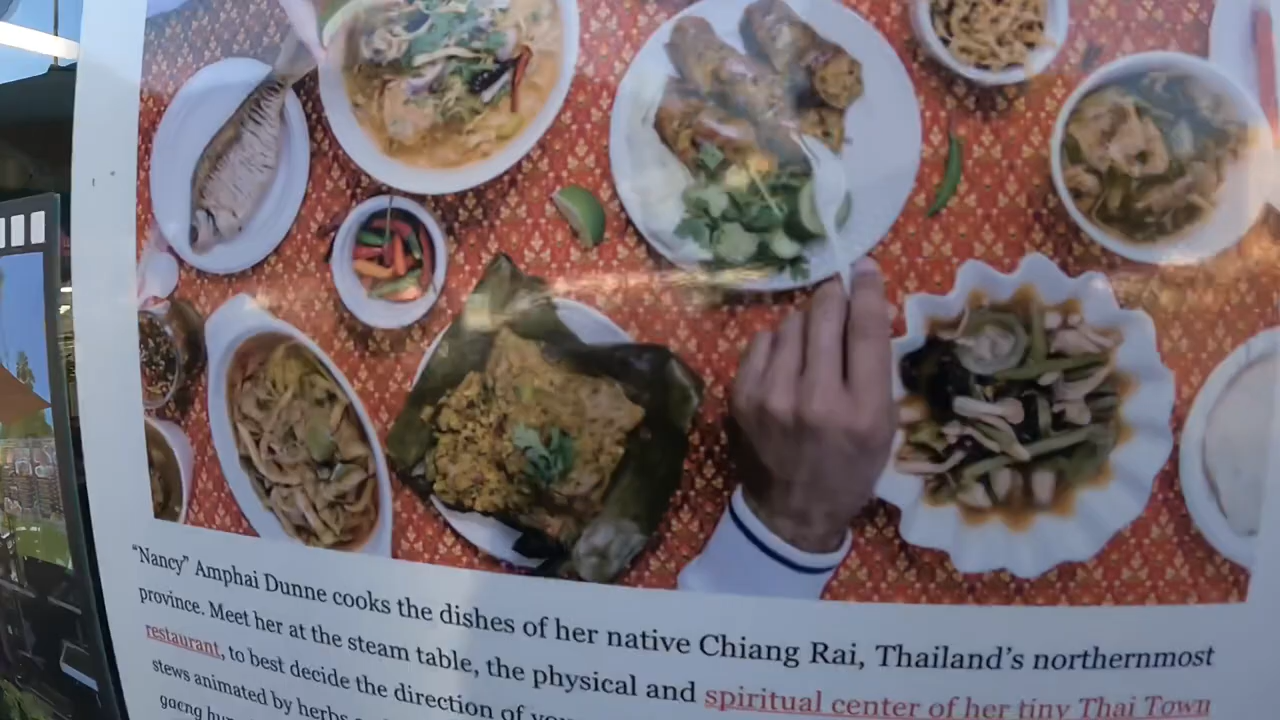 "Nancy" Amphai Dunne cooks the dishes of her native Chiang Rai, Thailand's northernmost
province. Meet her at the steam table, the physical and spiritual center of her tiny Thai Town
restaurant, to best decide the direction of
stews animated by herbs
gaeng